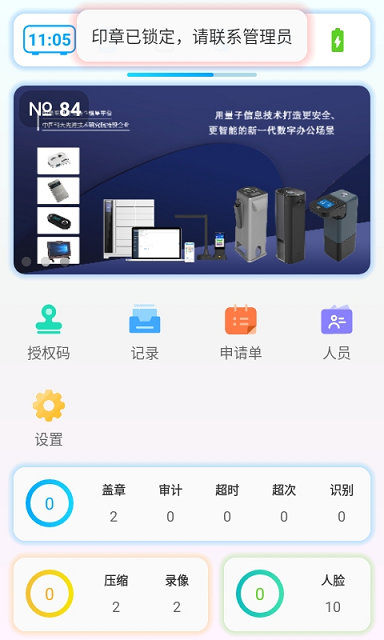 11:05
印章已锁定，请联系管理员
№ 84
用量子信息技术打造更安全、
更智能的新一代数字办公场景
授权码
记录
申请单
人员
设置
0
盖章 审计 超时 超次 识别
2 0 0 0 0
0
压缩 录像
2 2
0
人脸
10